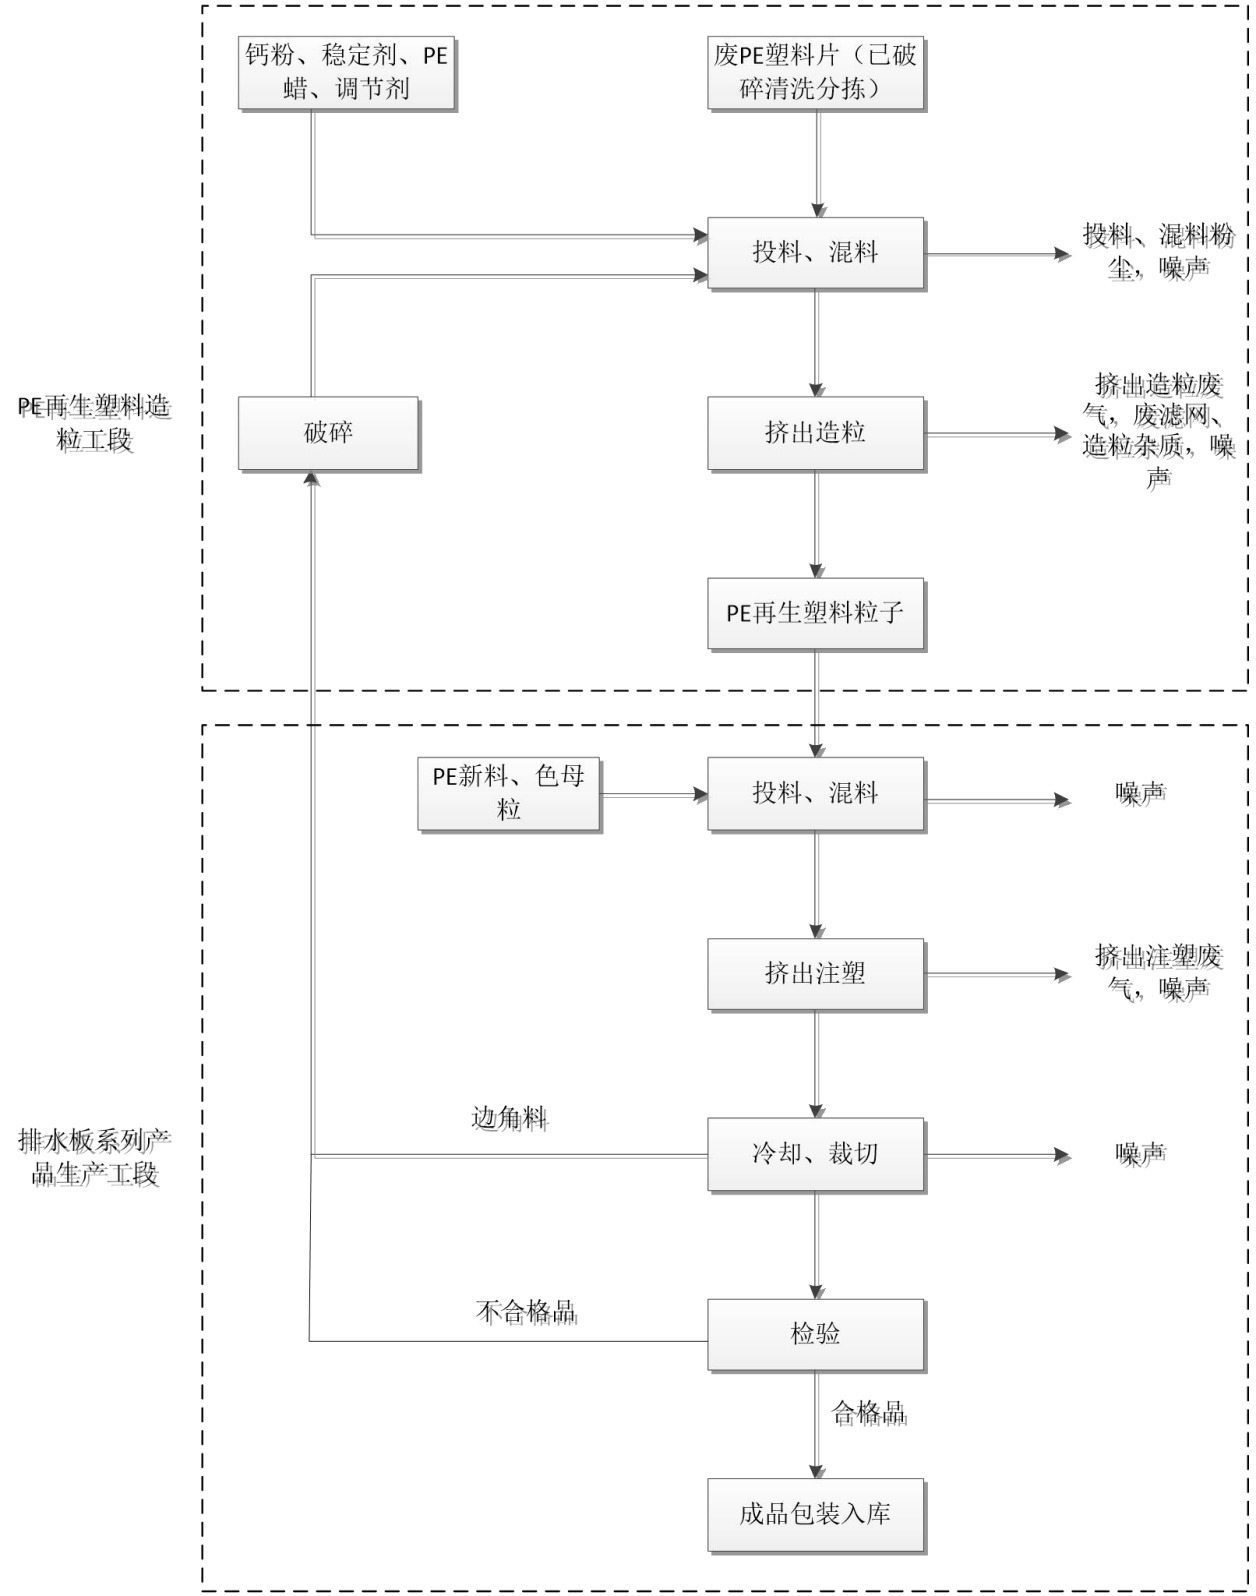 钙粉、稳定剂、PE
蜡、调节剂
废PE塑料片（已破
碎清洗分拣）
投料、混料
投料、混料粉
尘，噪声
PE再生塑料造
粒工段
破碎
挤出造粒
挤出造粒废
气，废滤网、
造粒杂质，噪
声
PE再生塑料粒子
PE新料、色母
粒
投料、混料
噪声
挤出注塑
挤出注塑废
气，噪声
排水板系列产
品生产工段
边角料
冷却、裁切
噪声
不合格品
检验
合格品
成品包装入库